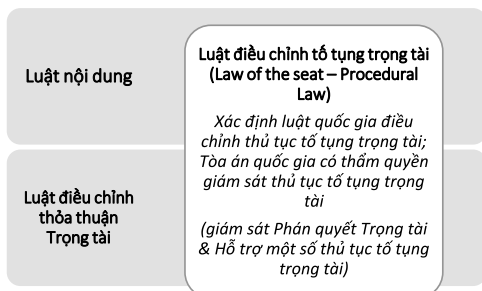 Luật nội dung
Luật điều chỉnh
thỏa thuận
Trọng tài
Luật điều chỉnh tố tụng trọng tài
(Law of the seat – Procedural
Law)
Xác định luật quốc gia điều
chỉnh thủ tục tố tụng trọng tài;
Tòa án quốc gia có thẩm quyền
giám sát thủ tục tố tụng trọng
tài
(giám sát Phán quyết Trọng tài
& Hỗ trợ một số thủ tục tố tụng
trọng tài)